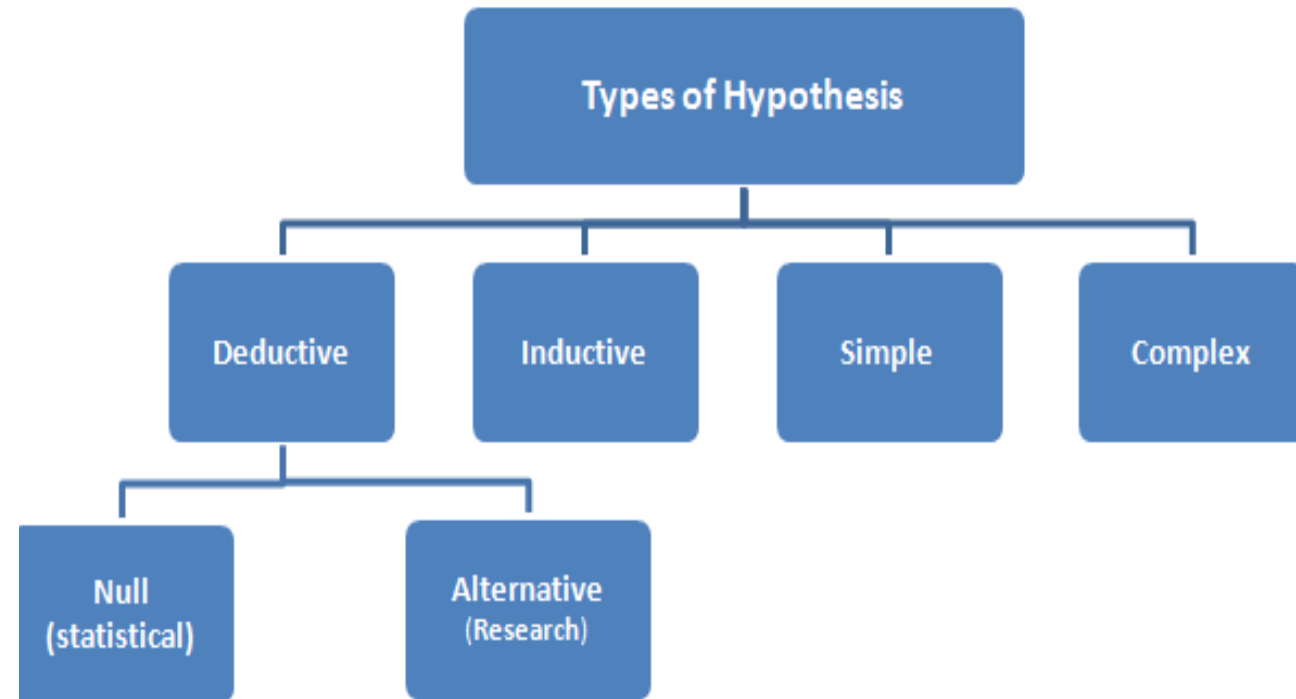 Types of Hypothesis
Deductive
Inductive
Simple
Complex
Null
(statistical)
Alternative
(Research)